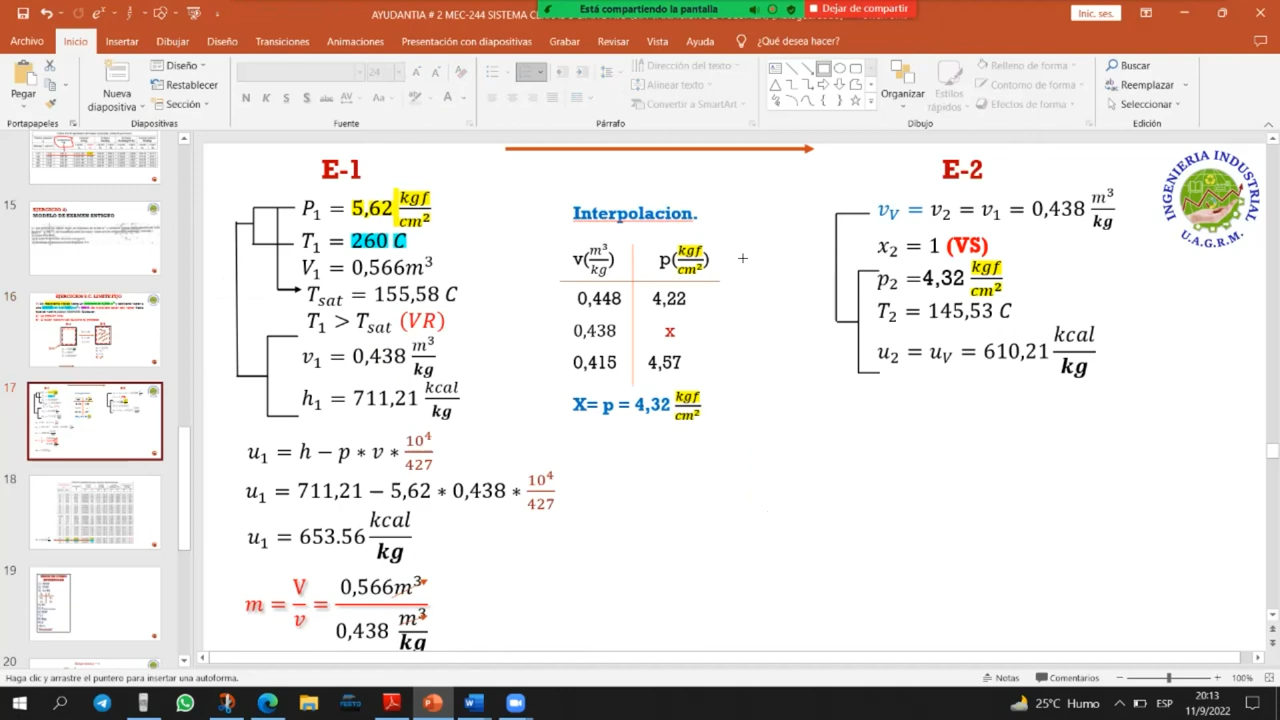 AYUDANTIA # 2 MEC-244 SISTEMA
Está compartiendo la pantalla
Dejar de compartir
Inic. ses.
Archivo Inicio Insertar Dibujar Diseño Transiciones Animaciones Presentación con diapositivas Grabar Revisar Vista Ayuda ¿Qué desea hacer?
Pegar
Nueva diapositiva
Diseño
Restablecer
Sección
24
N K S S abc AV Aa A
Dirección del texto
Alinear texto
Convertir a SmartArt
Organizar
Estilos rápidos
Relleno de forma
Contorno de forma
Efectos de forma
Buscar
Reemplazar
Seleccionar
Portapapeles Diapositivas Fuente Párrafo Dibujo Edición
15
MODELO DE EXAMEN ANTIGUO
16
17
18
19
20
E-1
P₁ = 5,62 kgf/cm²
T₁ = 260 C
V₁ = 0,566m³
T_sat = 155,58 C
T₁ > T_sat (VR)
v₁ = 0,438 m³/kg
h₁ = 711,21 kcal/kg
u₁ = h − p ∗ v ∗ 10⁴/427
u₁ = 711,21 − 5,62 ∗ 0,438 ∗ 10⁴/427
u₁ = 653.56 kcal/kg
m = V/v = 0,566m³ / 0,438 m³/kg
Interpolacion.
v(m³/kg) p(kgf/cm²)
0,448 4,22
0,438 x
0,415 4,57
X= p = 4,32 kgf/cm²
E-2
v_V = v₂ = v₁ = 0,438 m³/kg
x₂ = 1 (VS)
p₂ =4,32 kgf/cm²
T₂ = 145,53 C
u₂ = u_V = 610,21 kcal/kg
INGENIERIA INDUSTRIAL
U.A.G.R.M.
Haga clic y arrastre el puntero para insertar una autoforma.
Notas
Comentarios
100%
25°C Humo
ESP
20:13
11/9/2022